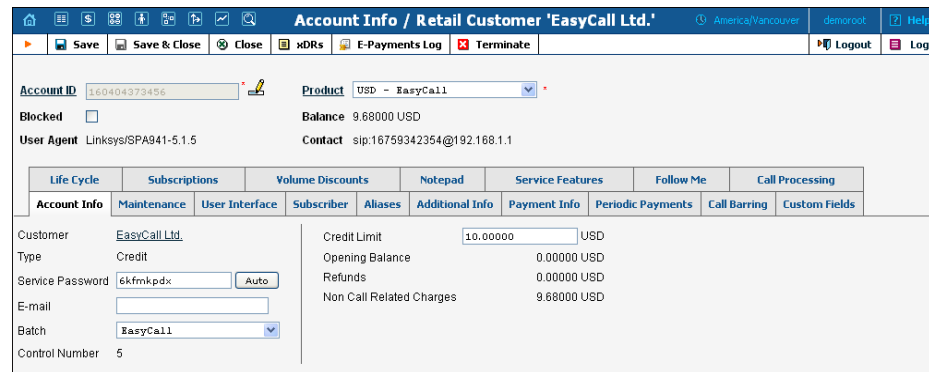 Account Info / Retail Customer 'EasyCall Ltd.' America/Vancouver demoroot ? Help
Save Save & Close Close xDRs E-Payments Log Terminate Logout Log
Account ID 160404373456 * Product USD - EasyCall *
Blocked Balance 9.68000 USD
User Agent Linksys/SPA941-5.1.5 Contact sip:16759342354@192.168.1.1
Life Cycle Subscriptions Volume Discounts Notepad Service Features Follow Me Call Processing
Account Info Maintenance User Interface Subscriber Aliases Additional Info Payment Info Periodic Payments Call Barring Custom Fields
Customer EasyCall Ltd. Credit Limit 10.00000 USD
Type Credit Opening Balance 0.00000 USD
Service Password 6kfmkpdx Auto Refunds 0.00000 USD
E-mail Non Call Related Charges 9.68000 USD
Batch EasyCall
Control Number 5